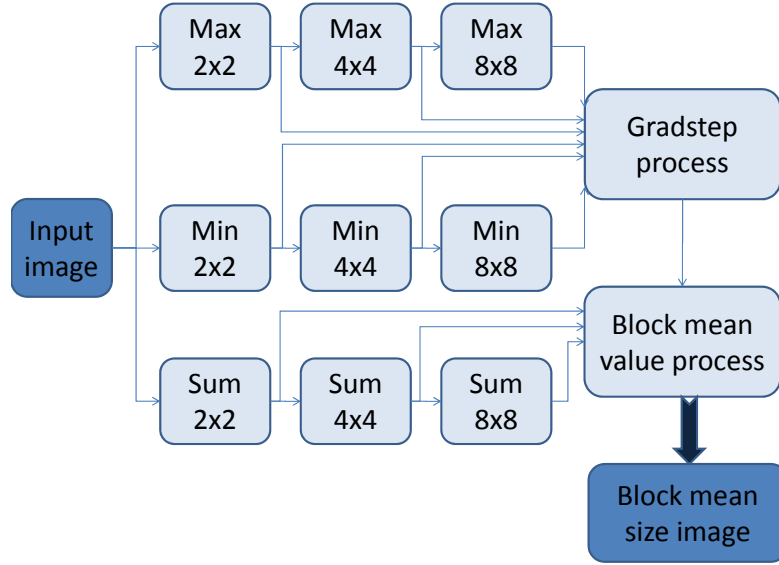 Max
2x2
Max
4x4
Max
8x8
Gradstep
process
Input
image
Min
2x2
Min
4x4
Min
8x8
Block mean
value process
Sum
2x2
Sum
4x4
Sum
8x8
Block mean
size image